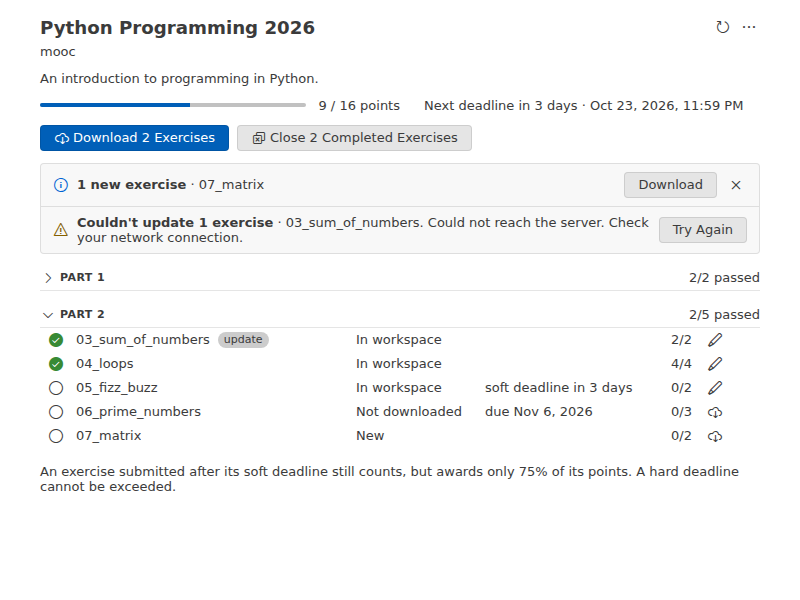 Python Programming 2026
mooc
An introduction to programming in Python.
9 / 16 points Next deadline in 3 days · Oct 23, 2026, 11:59 PM
Download 2 Exercises Close 2 Completed Exercises
1 new exercise · 07_matrix Download
Couldn't update 1 exercise · 03_sum_of_numbers. Could not reach the server. Check
your network connection. Try Again
PART 1 2/2 passed
PART 2 2/5 passed
03_sum_of_numbers update In workspace 2/2
04_loops In workspace 4/4
05_fizz_buzz In workspace soft deadline in 3 days 0/2
06_prime_numbers Not downloaded due Nov 6, 2026 0/3
07_matrix New 0/2
An exercise submitted after its soft deadline still counts, but awards only 75% of its points. A hard deadline
cannot be exceeded.